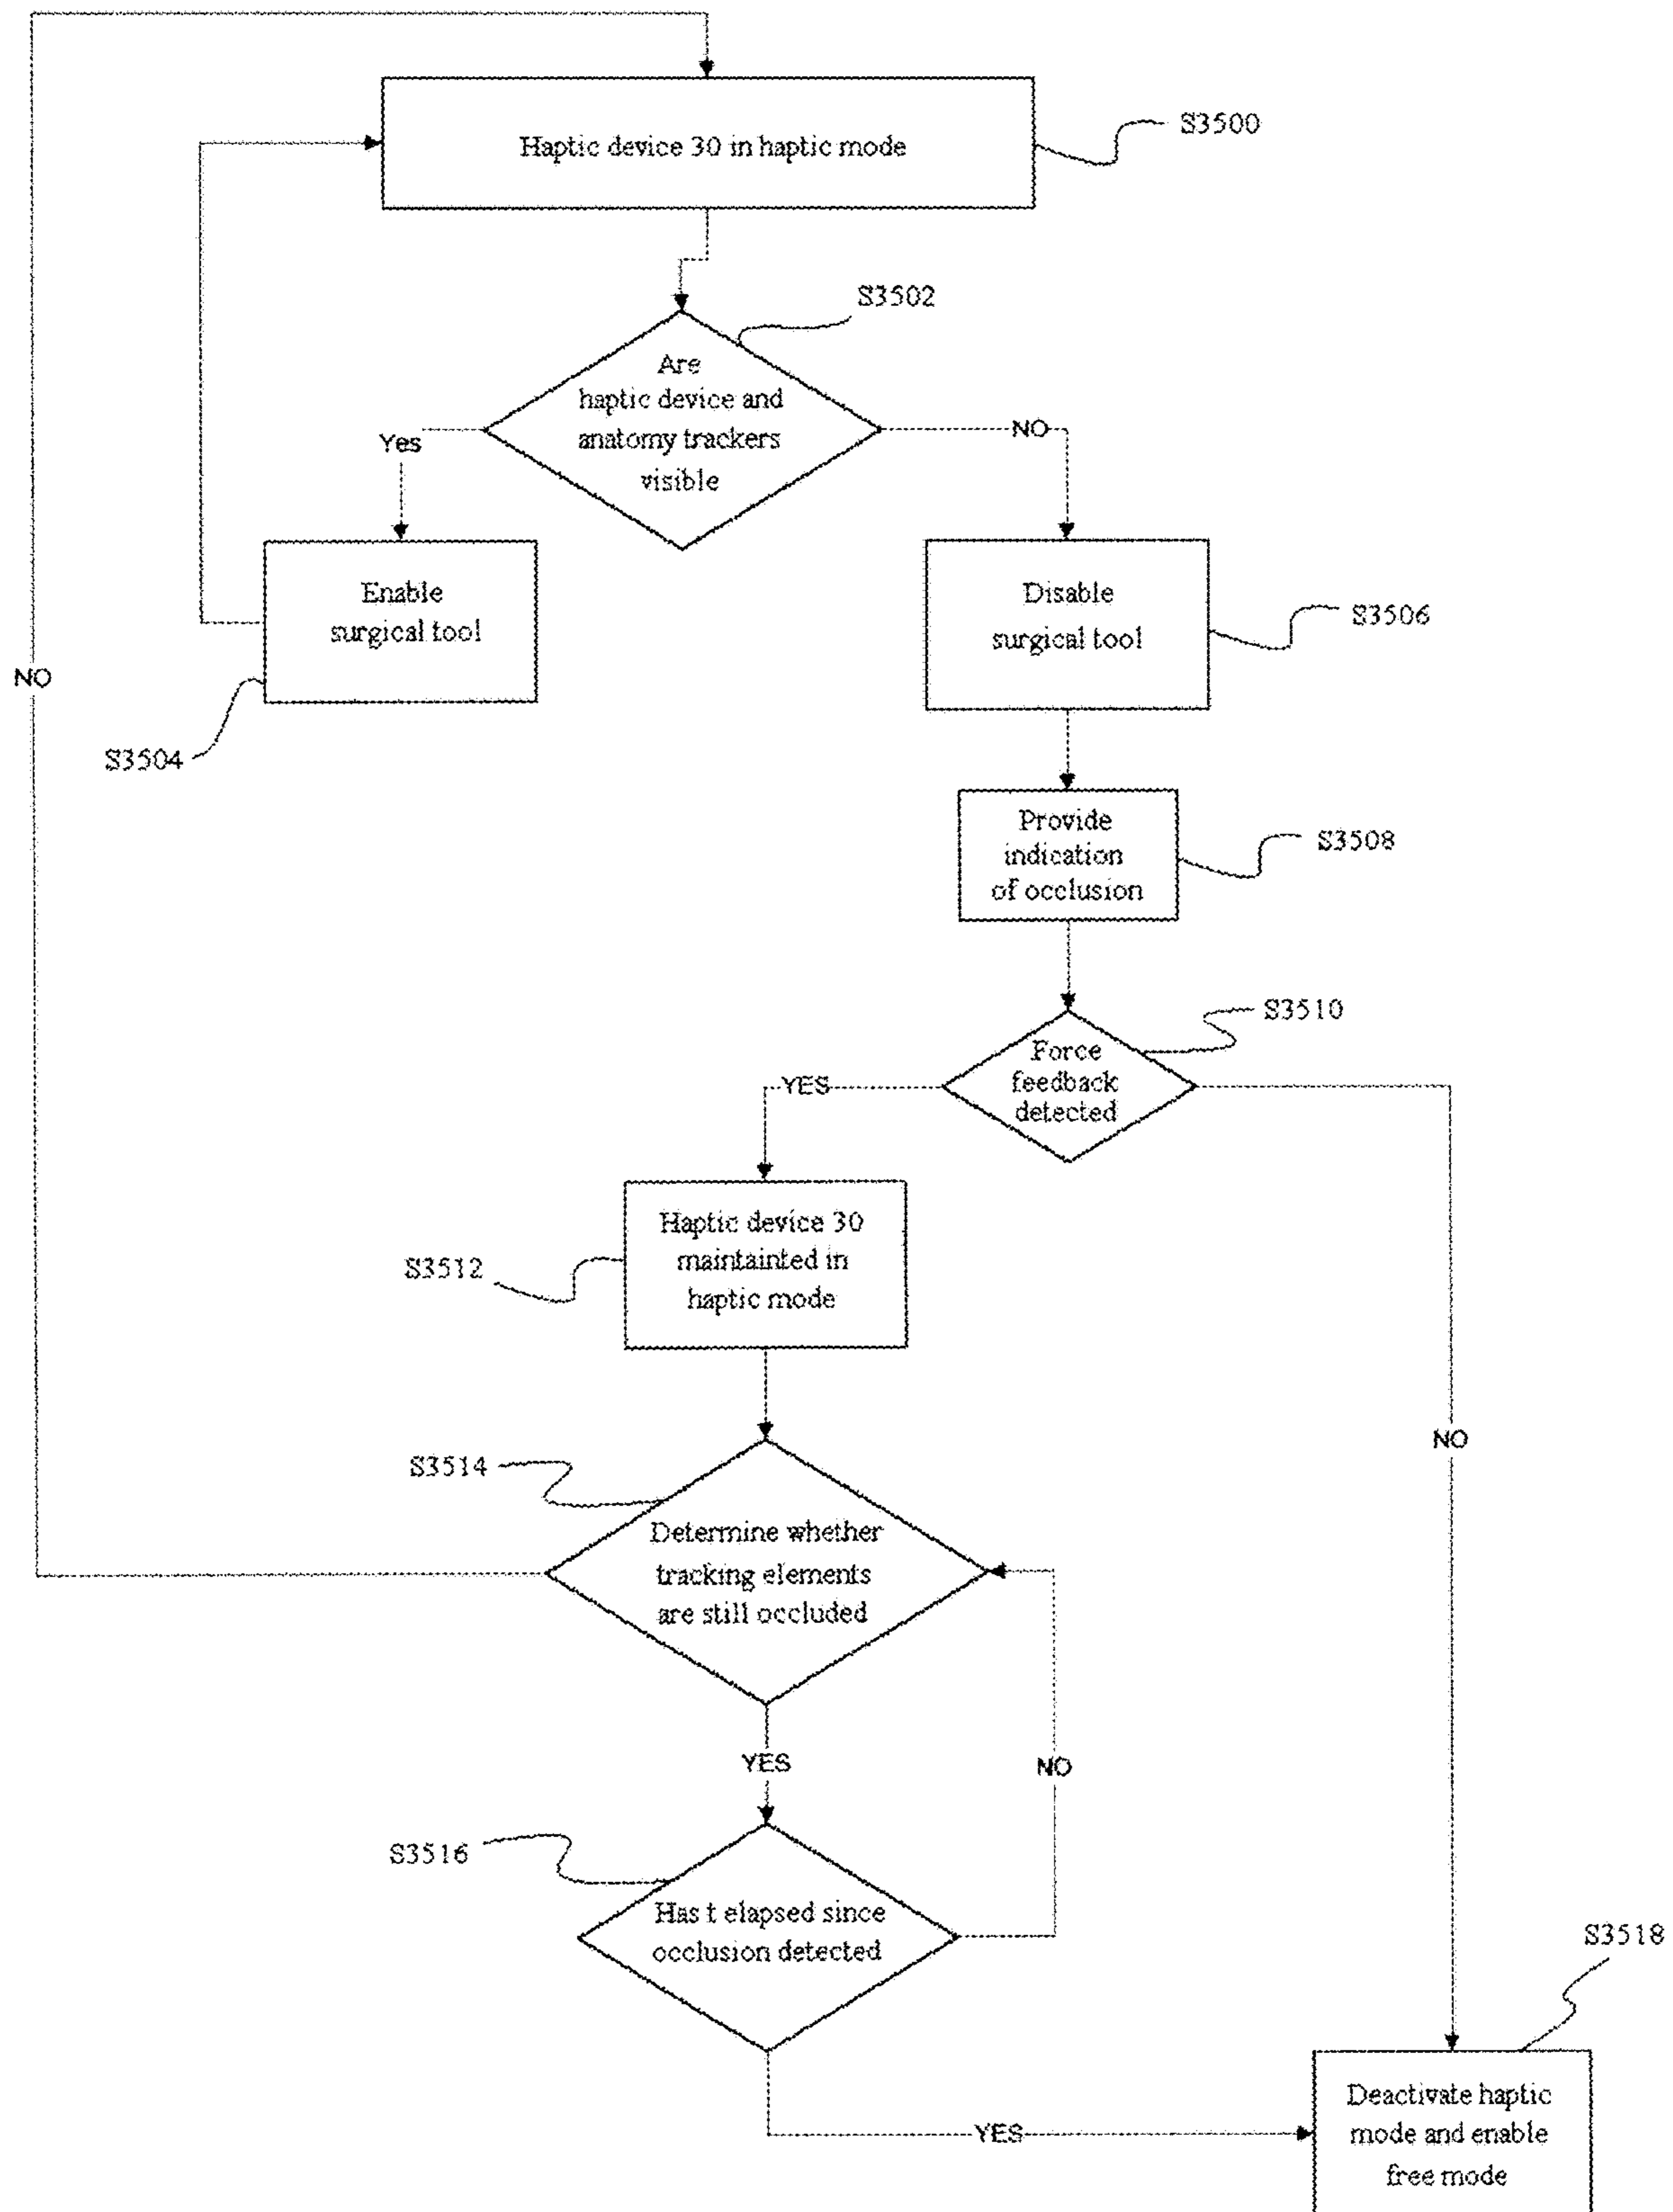 Haptic device 30 in haptic mode
S3500
S3502
Are
haptic device and
anatomy trackers
visible
Yes
NO
Enable
surgical tool
S3504
Disable
surgical tool
S3506
NO
Provide
indication
of occlusion
S3508
Force
feedback
detected
S3510
YES
NO
Haptic device 30
maintainted in
haptic mode
S3512
S3514
Determine whether
tracking elements
are still occluded
YES
NO
S3516
Has t elapsed since
occlusion detected
YES
S3518
Deactivate haptic
mode and enable
free mode